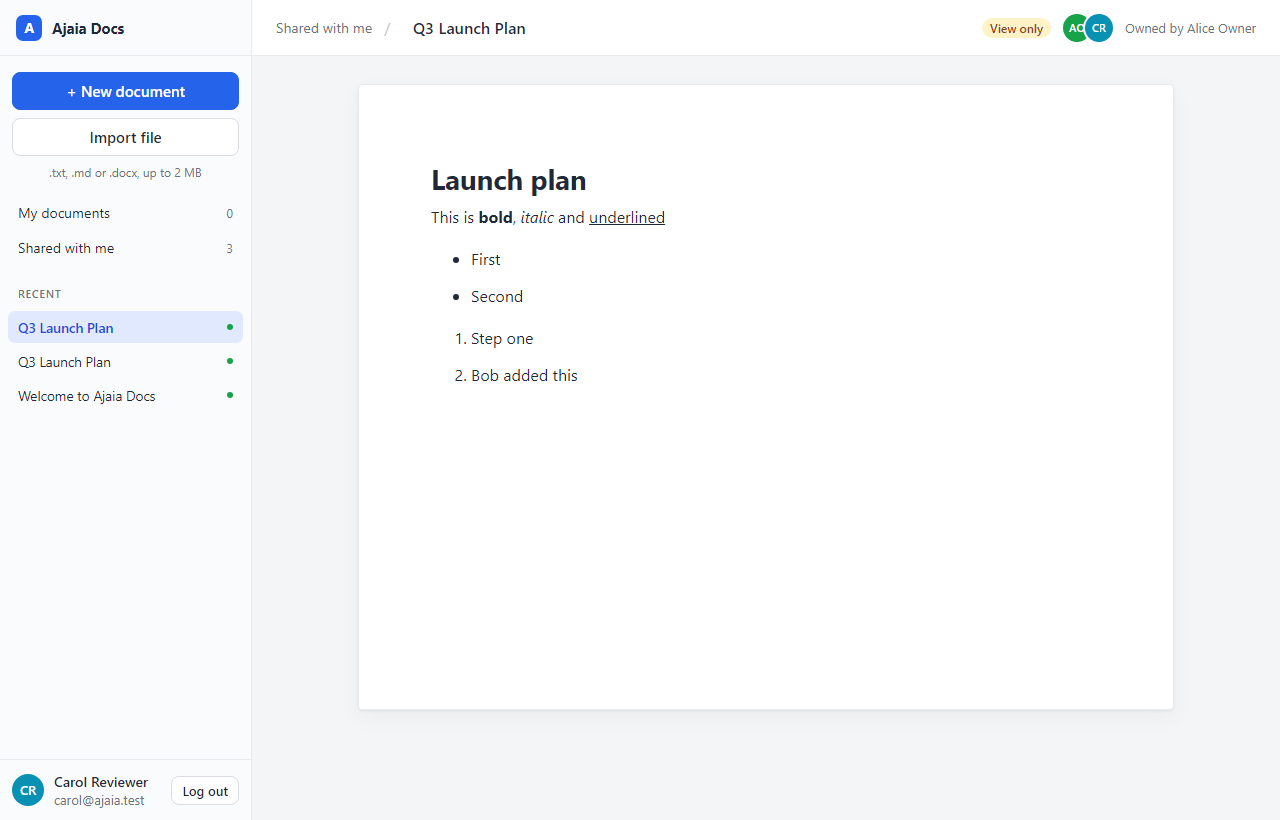 A Ajaia Docs
+ New document
Import file
.txt, .md or .docx, up to 2 MB
My documents 0
Shared with me 3
RECENT
Q3 Launch Plan
Q3 Launch Plan
Welcome to Ajaia Docs
CR Carol Reviewer
carol@ajaia.test
Log out
Shared with me / Q3 Launch Plan
View only AO CR Owned by Alice Owner
Launch plan
This is bold, italic and underlined
• First
• Second
1. Step one
2. Bob added this